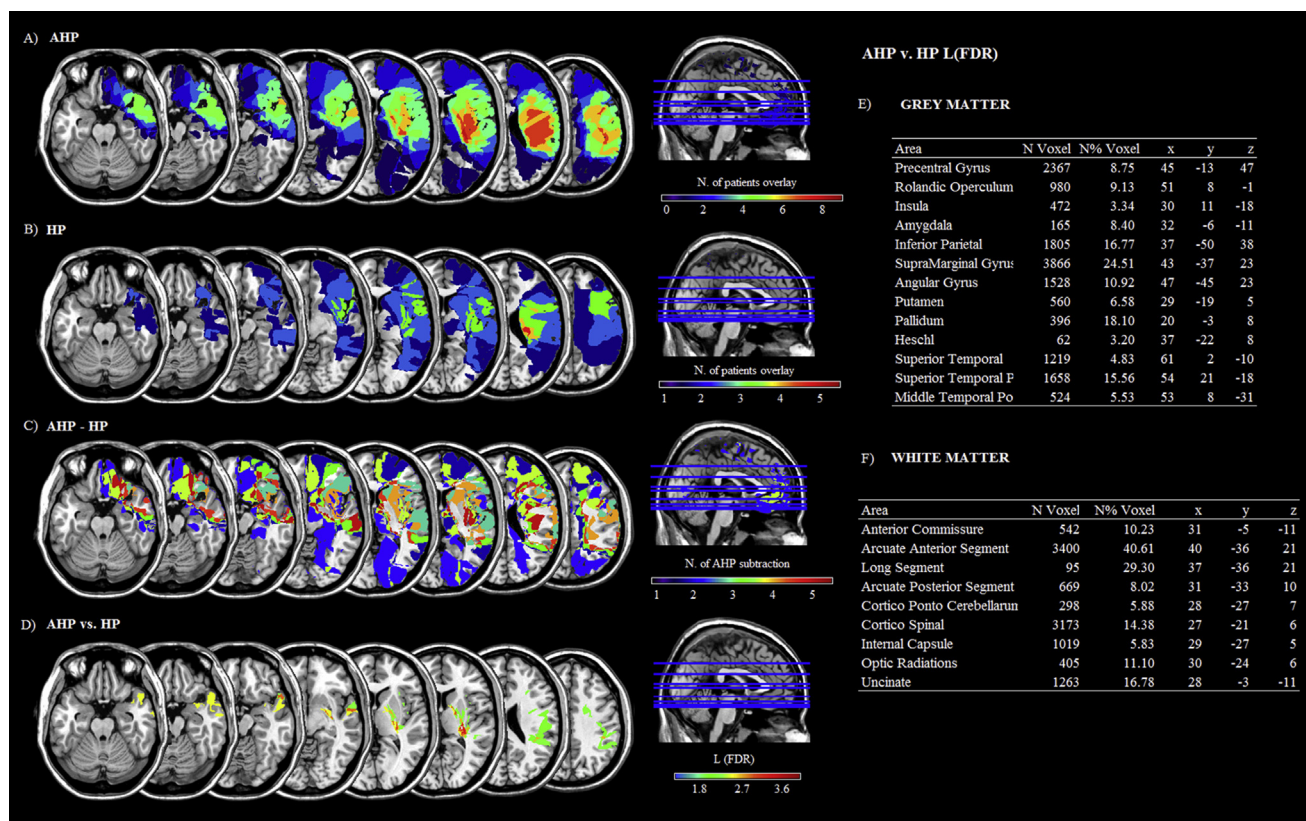 A) AHP
N. of patients overlay
0 2 4 6 8
B) HP
N. of patients overlay
1 2 3 4 5
C) AHP - HP
N. of AHP subtraction
1 2 3 4 5
D) AHP vs. HP
L (FDR)
1.8 2.7 3.6
AHP v. HP L(FDR)
E) GREY MATTER
Area N Voxel N% Voxel x y z
Precentral Gyrus 2367 8.75 45 -13 47
Rolandic Operculum 980 9.13 51 8 -1
Insula 472 3.34 30 11 -18
Amygdala 165 8.40 32 -6 -11
Inferior Parietal 1805 16.77 37 -50 38
SupraMarginal Gyrus 3866 24.51 43 -37 23
Angular Gyrus 1528 10.92 47 -45 23
Putamen 560 6.58 29 -19 5
Pallidum 396 18.10 20 -3 8
Heschl 62 3.20 37 -22 8
Superior Temporal 1219 4.83 61 2 -10
Superior Temporal P 1658 15.56 54 21 -18
Middle Temporal Po 524 5.53 53 8 -31
F) WHITE MATTER
Area N Voxel N% Voxel x y z
Anterior Commissure 542 10.23 31 -5 -11
Arcuate Anterior Segment 3400 40.61 40 -36 21
Long Segment 95 29.30 37 -36 21
Arcuate Posterior Segment 669 8.02 31 -33 10
Cortico Ponto Cerebellarum 298 5.88 28 -27 7
Cortico Spinal 3173 14.38 27 -21 6
Internal Capsule 1019 5.83 29 -27 5
Optic Radiations 405 11.10 30 -24 6
Uncinate 1263 16.78 28 -3 -11